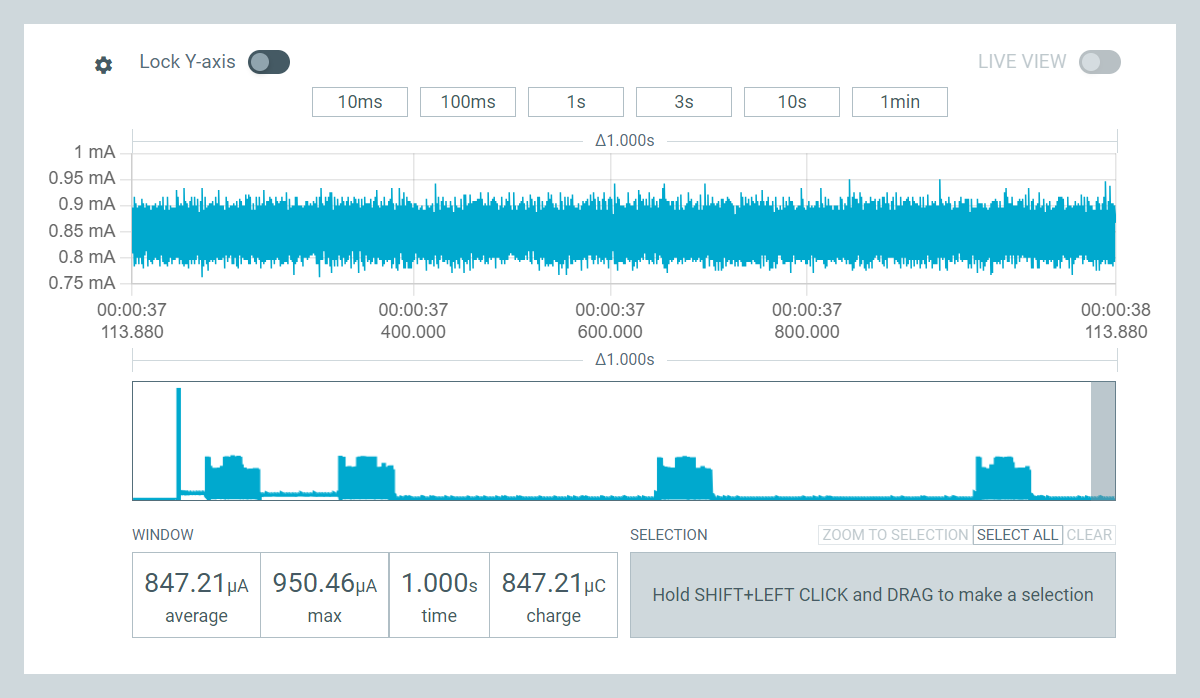 Lock Y-axis
LIVE VIEW
10ms 100ms 1s 3s 10s 1min
Δ1.000s
1 mA
0.95 mA
0.9 mA
0.85 mA
0.8 mA
0.75 mA
00:00:37 00:00:37 00:00:37 00:00:37 00:00:38
113.880 400.000 600.000 800.000 113.880
Δ1.000s
WINDOW
847.21μA 950.46μA 1.000s 847.21μC
average max time charge
SELECTION ZOOM TO SELECTION SELECT ALL CLEAR
Hold SHIFT+LEFT CLICK and DRAG to make a selection